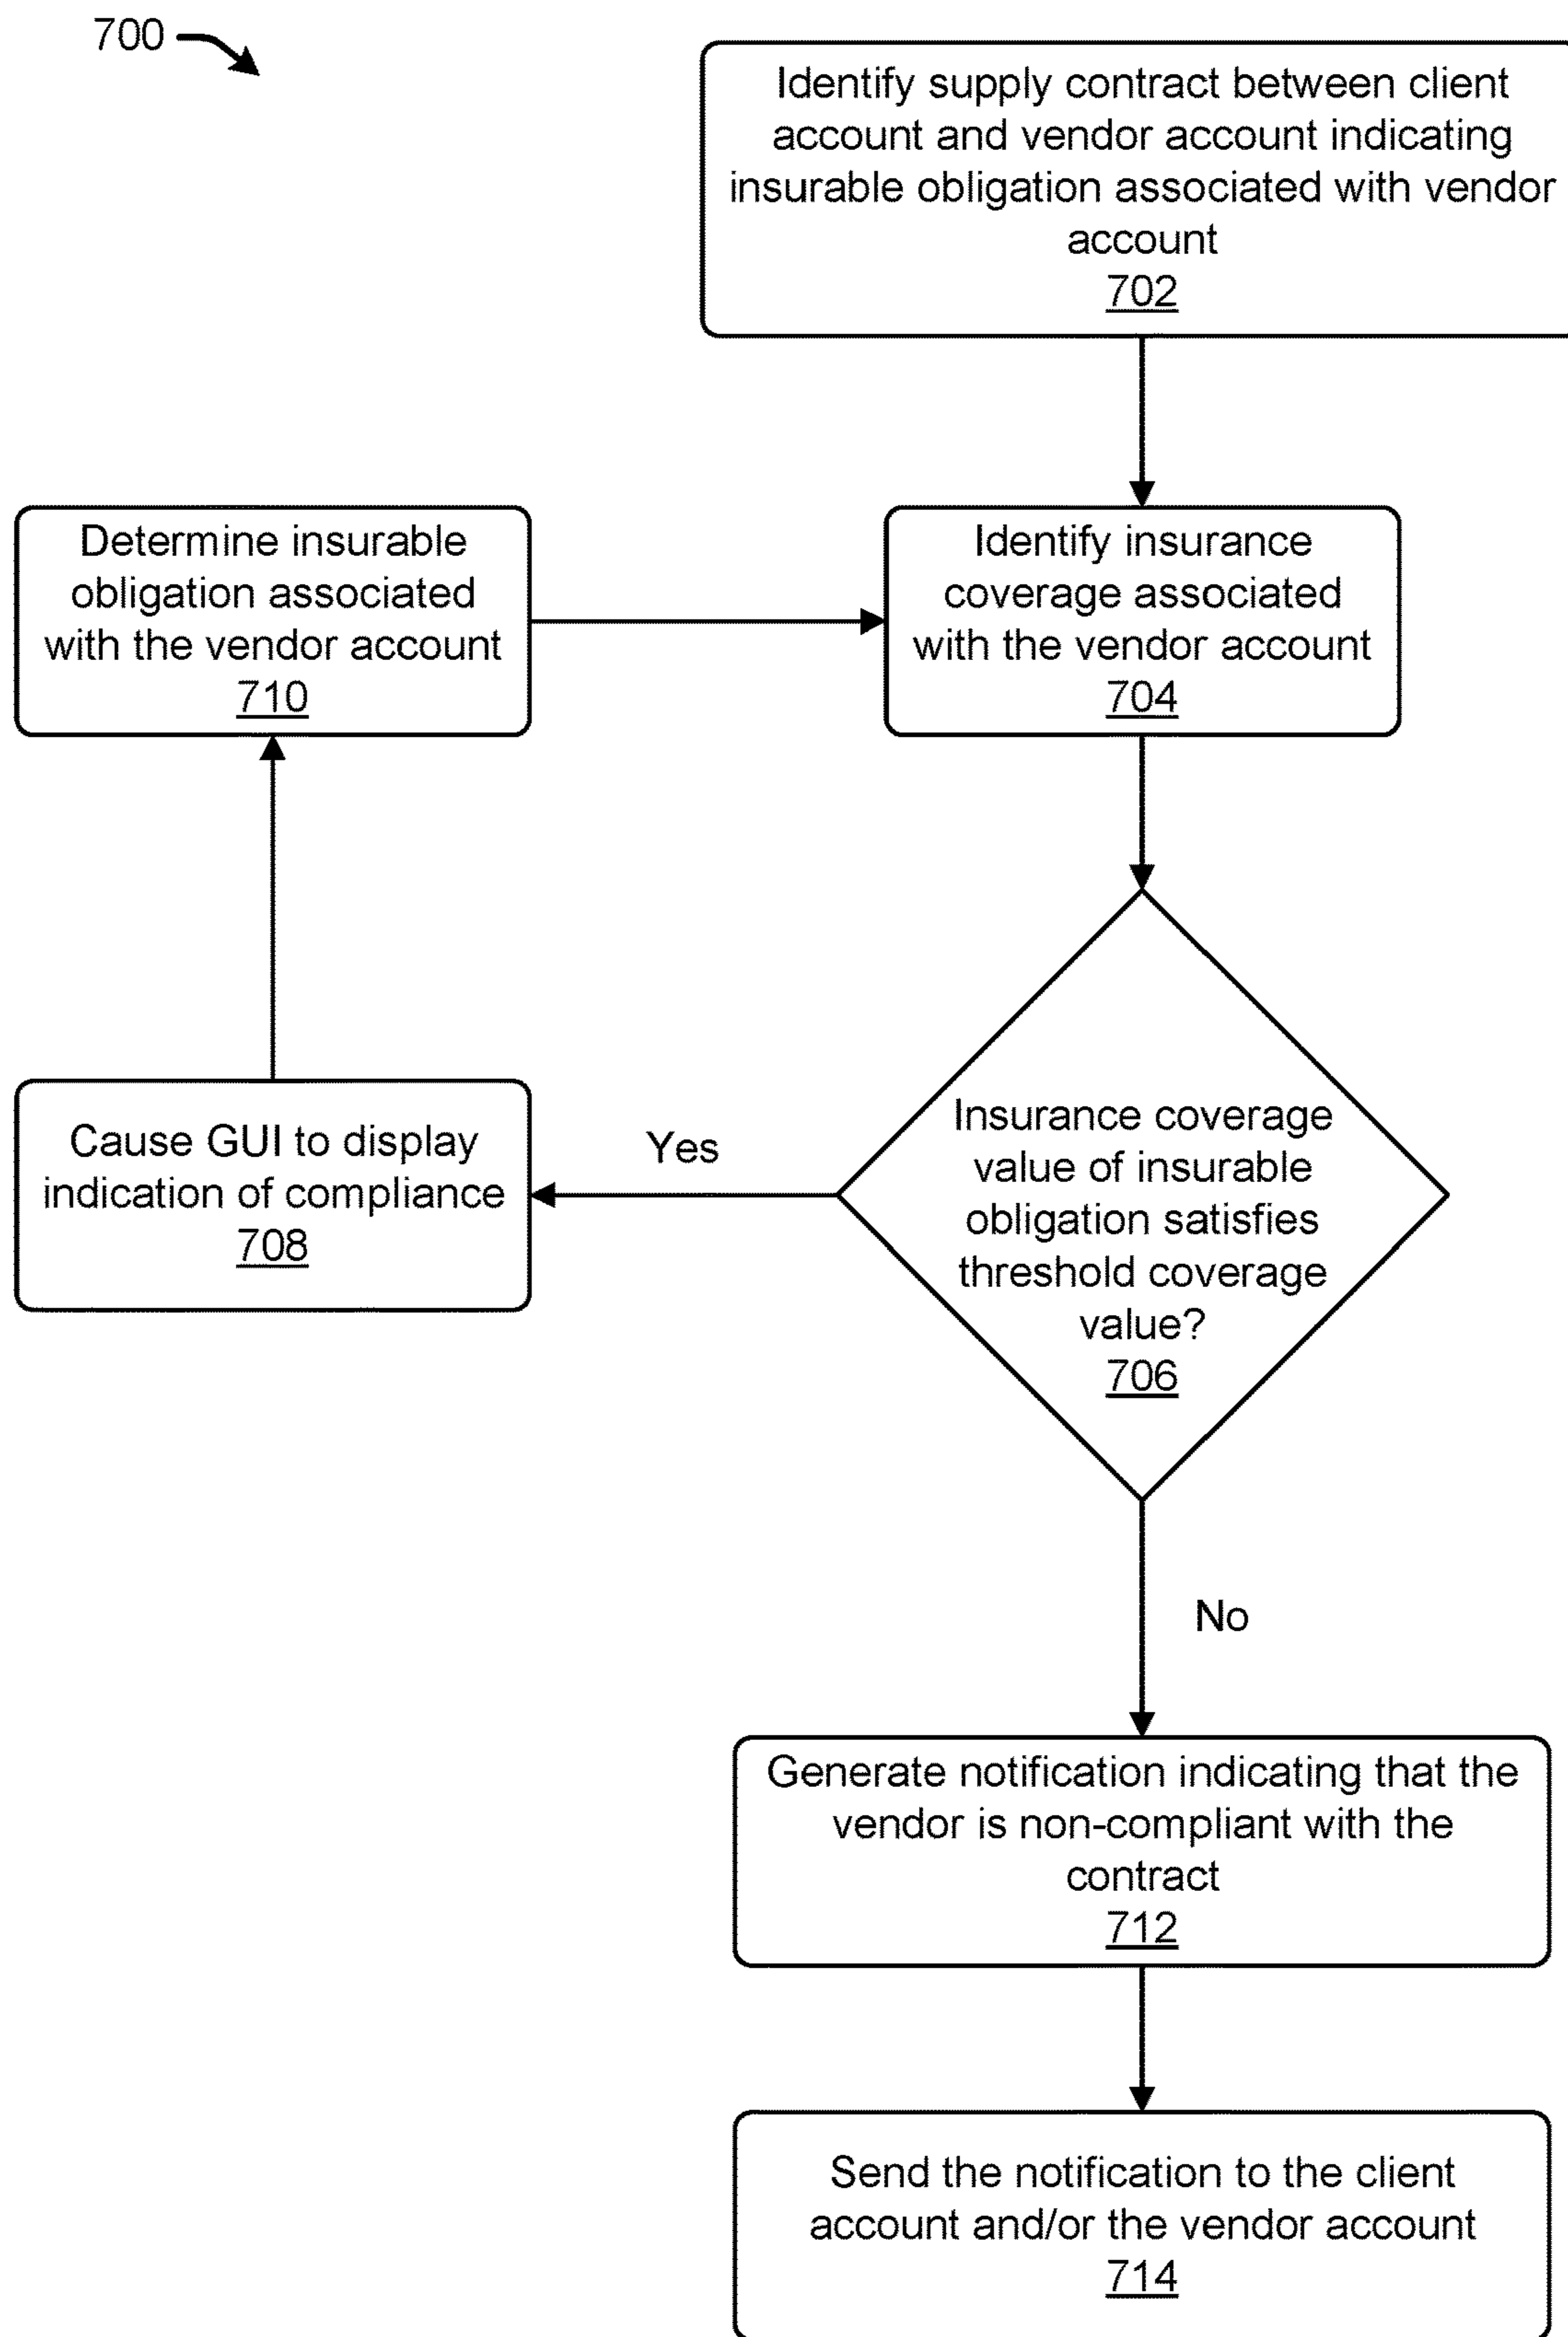 700
Identify supply contract between client
account and vendor account indicating
insurable obligation associated with vendor
account
702
Determine insurable
obligation associated
with the vendor account
710
Identify insurance
coverage associated
with the vendor account
704
Insurance coverage
value of insurable
obligation satisfies
threshold coverage
value?
706
Yes
Cause GUI to display
indication of compliance
708
No
Generate notification indicating that the
vendor is non-compliant with the
contract
712
Send the notification to the client
account and/or the vendor account
714